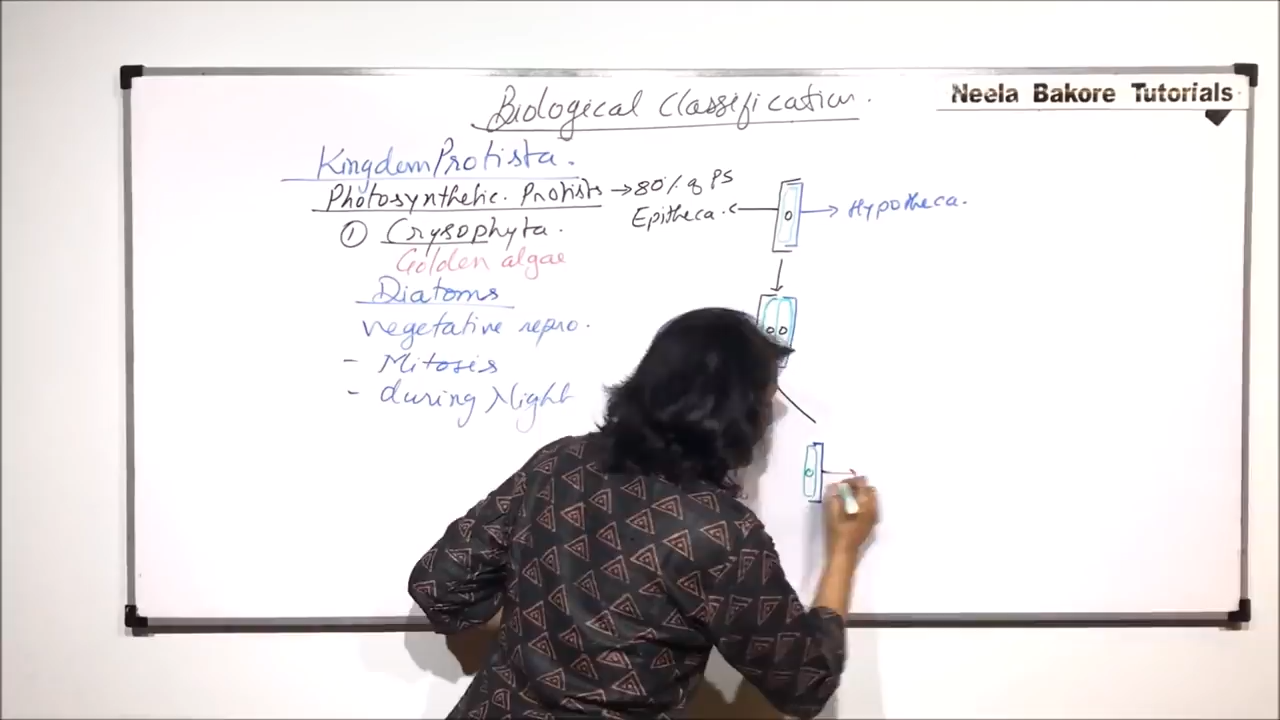 Neela Bakore Tutorials
Biological Classification.
Kingdom Protista.
Photosynthetic. Protists → 80% of PS
Epitheca.
Hypotheca.
① Crysophyta.
Golden algae
Diatoms
vegetative repro.
- Mitosis
- during Night